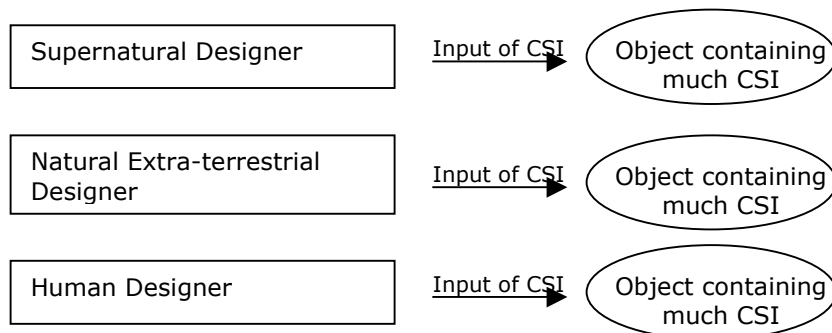 Supernatural Designer
Input of CSI
Object containing
much CSI
Natural Extra-terrestrial
Designer
Input of CSI
Object containing
much CSI
Human Designer
Input of CSI
Object containing
much CSI